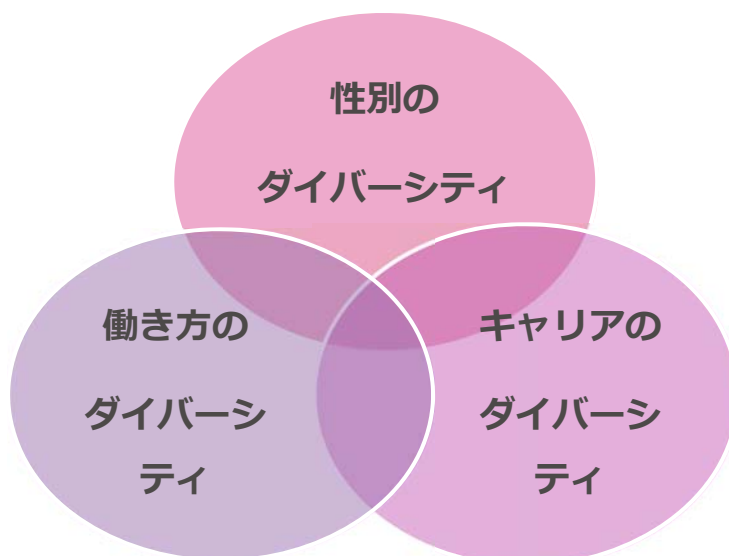 性別の
ダイバーシティ
働き方の
ダイバーシ
ティ
キャリアの
ダイバーシ
ティ